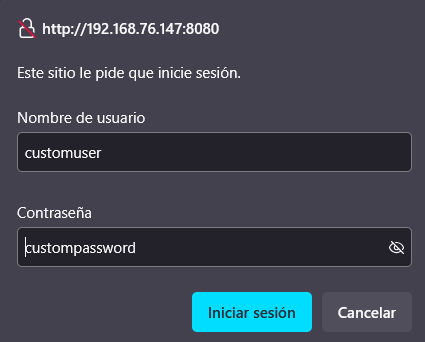 http://192.168.76.147:8080
Este sitio le pide que inicie sesión.
Nombre de usuario
customuser
Contraseña
custompassword
Iniciar sesión
Cancelar